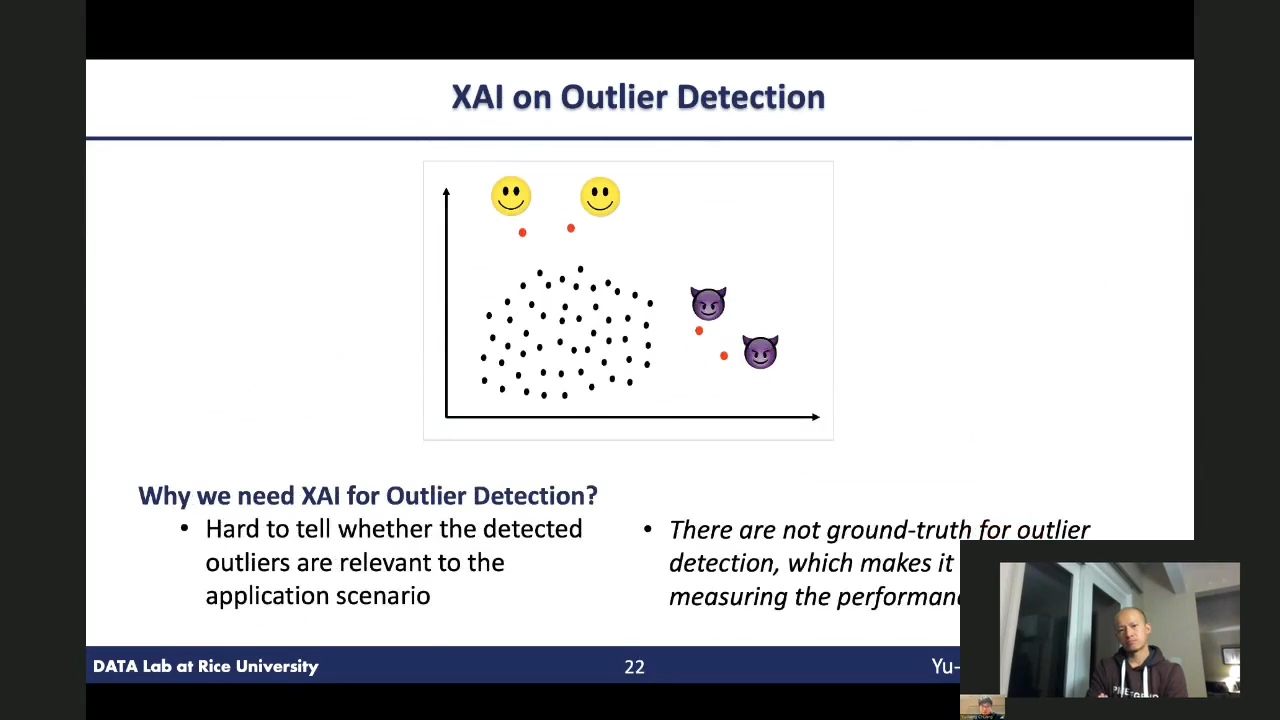 XAI on Outlier Detection
Why we need XAI for Outlier Detection?
• Hard to tell whether the detected
outliers are relevant to the
application scenario
• There are not ground-truth for outlier
detection, which makes it
measuring the
DATA Lab at Rice University
22
Yu-